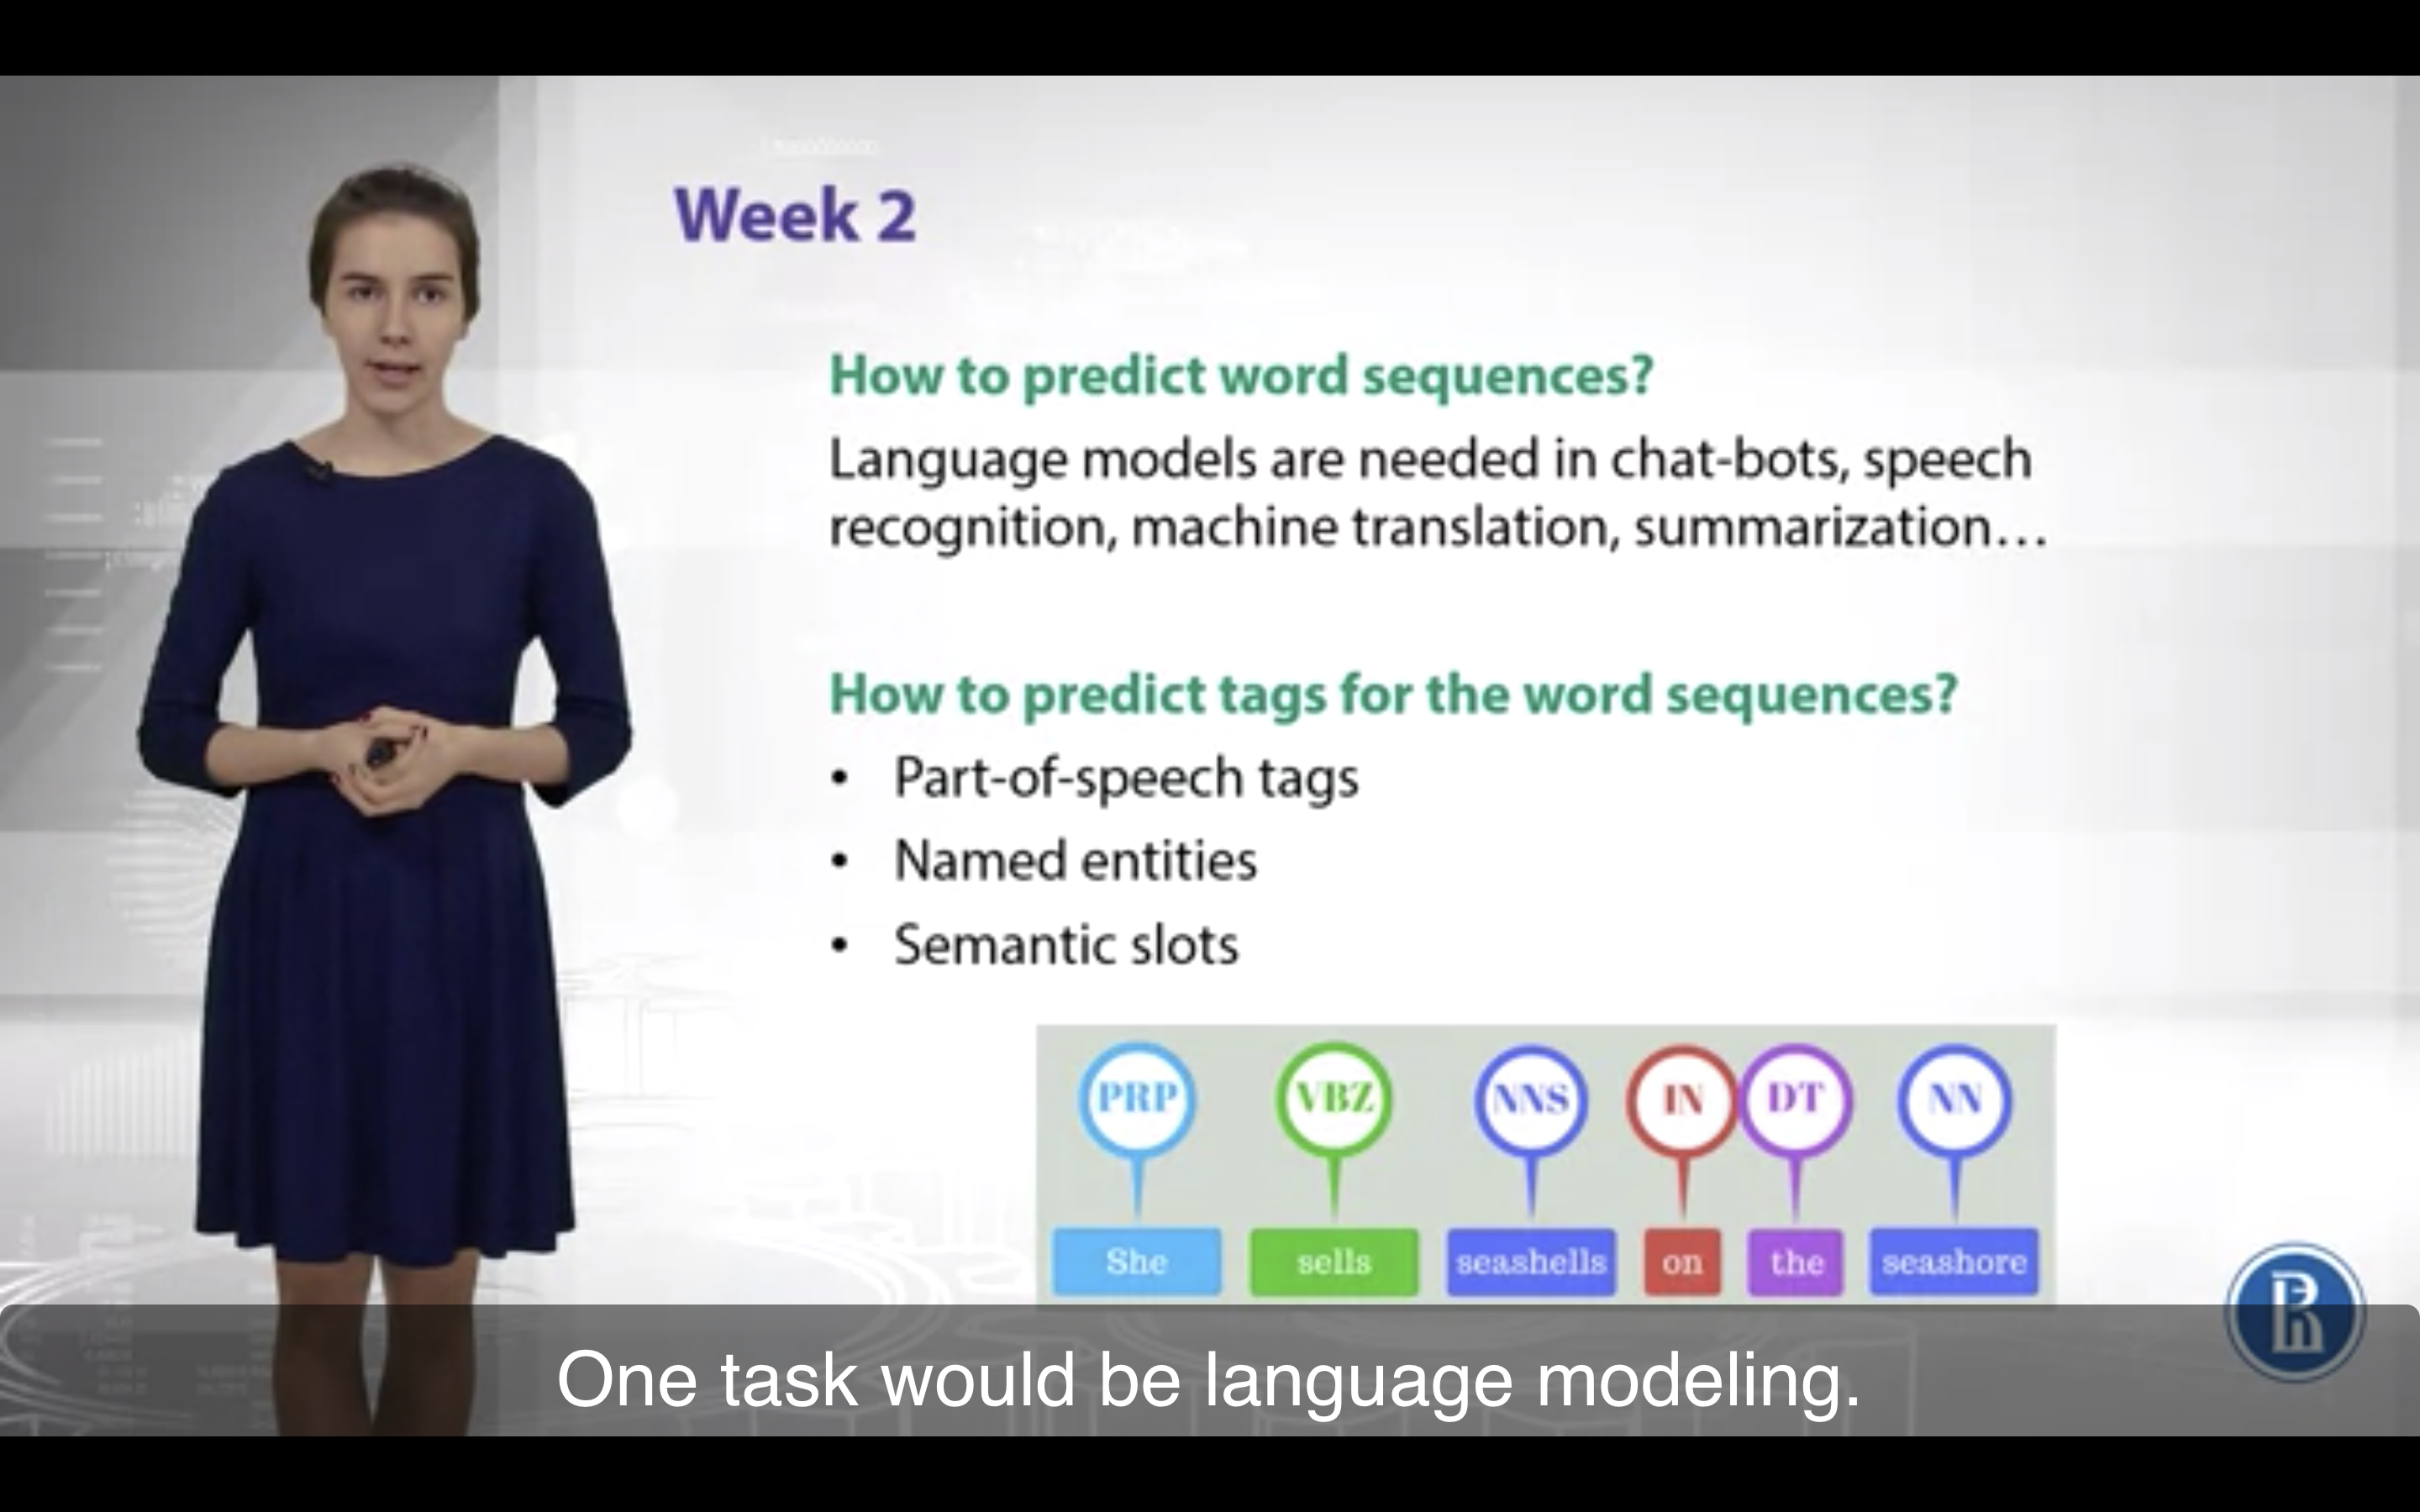 Week 2
How to predict word sequences?
Language models are needed in chat-bots, speech
recognition, machine translation, summarization…
How to predict tags for the word sequences?
• Part-of-speech tags
• Named entities
• Semantic slots
PRP VBZ NNS IN DT NN
She sells seashells on the seashore
One task would be language modeling.